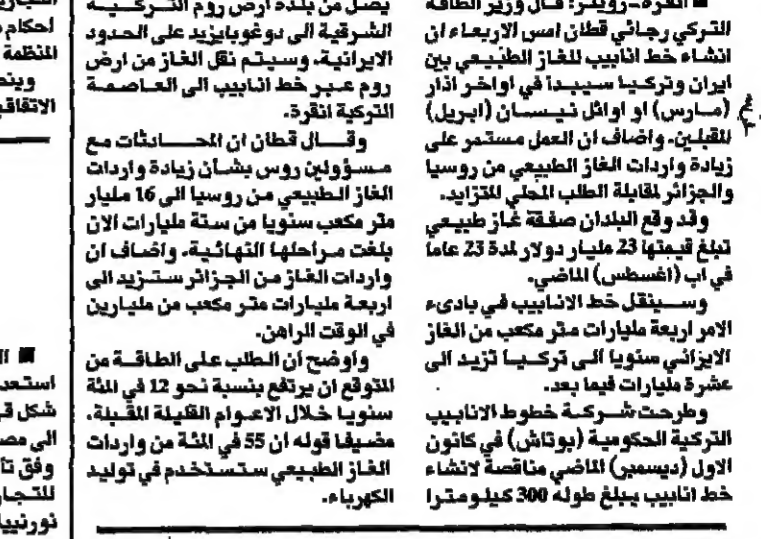 ■ انقرة-رويتر: قال وزير الطاقة
التركي رجائي قطان امس الاربعاء ان
انشاء خط انابيب للغاز الطبيعي بين
ايران وتركيا سيبدأ في اواخر اذار
(مارس) او اوائل نيسان (ابريل)
المقبلين. واضاف ان العمل مستمر على
زيادة واردات الغاز الطبيعي من روسيا
والجزائر لمقابلة الطلب المحلي المتزايد.
وقد وقع البلدان صفقة غاز طبيعي
تبلغ قيمتها 23 مليار دولار لمدة 23 عاما
في اب (اغسطس) الماضي.
وسينقل خط الانابيب في بادىء
الامر اربعة مليارات متر مكعب من الغاز
الايراني سنويا الى تركيا تزيد الى
عشرة مليارات فيما بعد.
وطرحت شركة خطوط الانابيب
التركية الحكومية (بوتاش) في كانون
الاول (ديسمبر) الماضي مناقصة لانشاء
خط انابيب يبلغ طوله 300 كيلومترا
يصل من بلدة ارض روم التركية
الشرقية الى دوغوبايزيد على الحدود
الايرانية. وسيتم نقل الغاز من ارض
روم عبر خط انابيب الى العاصمة
التركية انقرة.
وقال قطان ان المحادثات مع
مسؤولين روس بشأن زيادة واردات
الغاز الطبيعي من روسيا الى 16 مليار
متر مكعب سنويا من ستة مليارات الان
بلغت مراحلها النهائية. واضاف ان
واردات الغاز من الجزائر ستزيد الى
اربعة مليارات متر مكعب من مليارين
في الوقت الراهن.
واوضح ان الطلب على الطاقة من
المتوقع ان يرتفع بنسبة نحو 12 في المئة
سنويا خلال الاعوام القليلة المقبلة.
مضيفا قوله ان 55 في المئة من واردات
الغاز الطبيعي ستستخدم في توليد
الكهرباء.
احكام
المنظمة
الاتفاقي
استعد
شكل
الى
وفق
للتجار